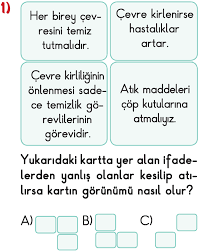 1)
Her birey çev-
resini temiz
tutmalıdır.
Çevre kirlenirse
hastalıklar
artar.
Çevre kirliliğinin
önlenmesi sade-
ce temizlik gö-
revlilerinin
görevidir.
Atık maddeleri
çöp kutularına
atmalıyız.
Yukarıdaki kartta yer alan ifade-
lerden yanlış olanlar kesilip atı-
lırsa kartın görünümü nasıl olur?
A) B) C)